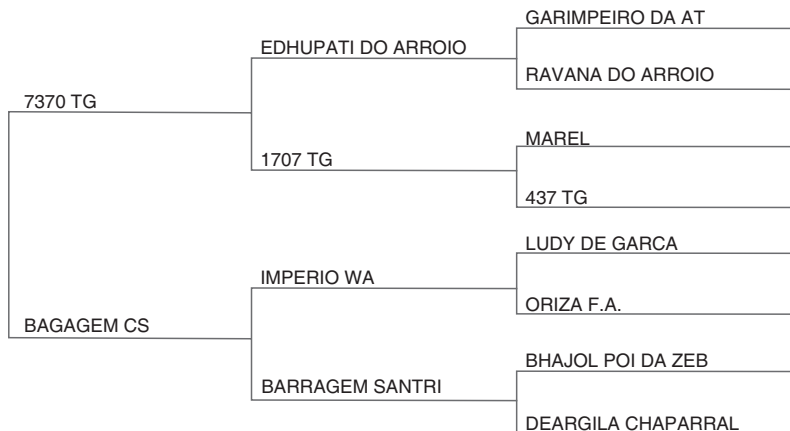 GARIMPEIRO DA AT
EDHUPATI DO ARROIO
RAVANA DO ARROIO
7370 TG
MAREL
1707 TG
437 TG
LUDY DE GARCA
IMPERIO WA
ORIZA F.A.
BAGAGEM CS
BHAJOL POI DA ZEB
BARRAGEM SANTRI
DEARGILA CHAPARRAL